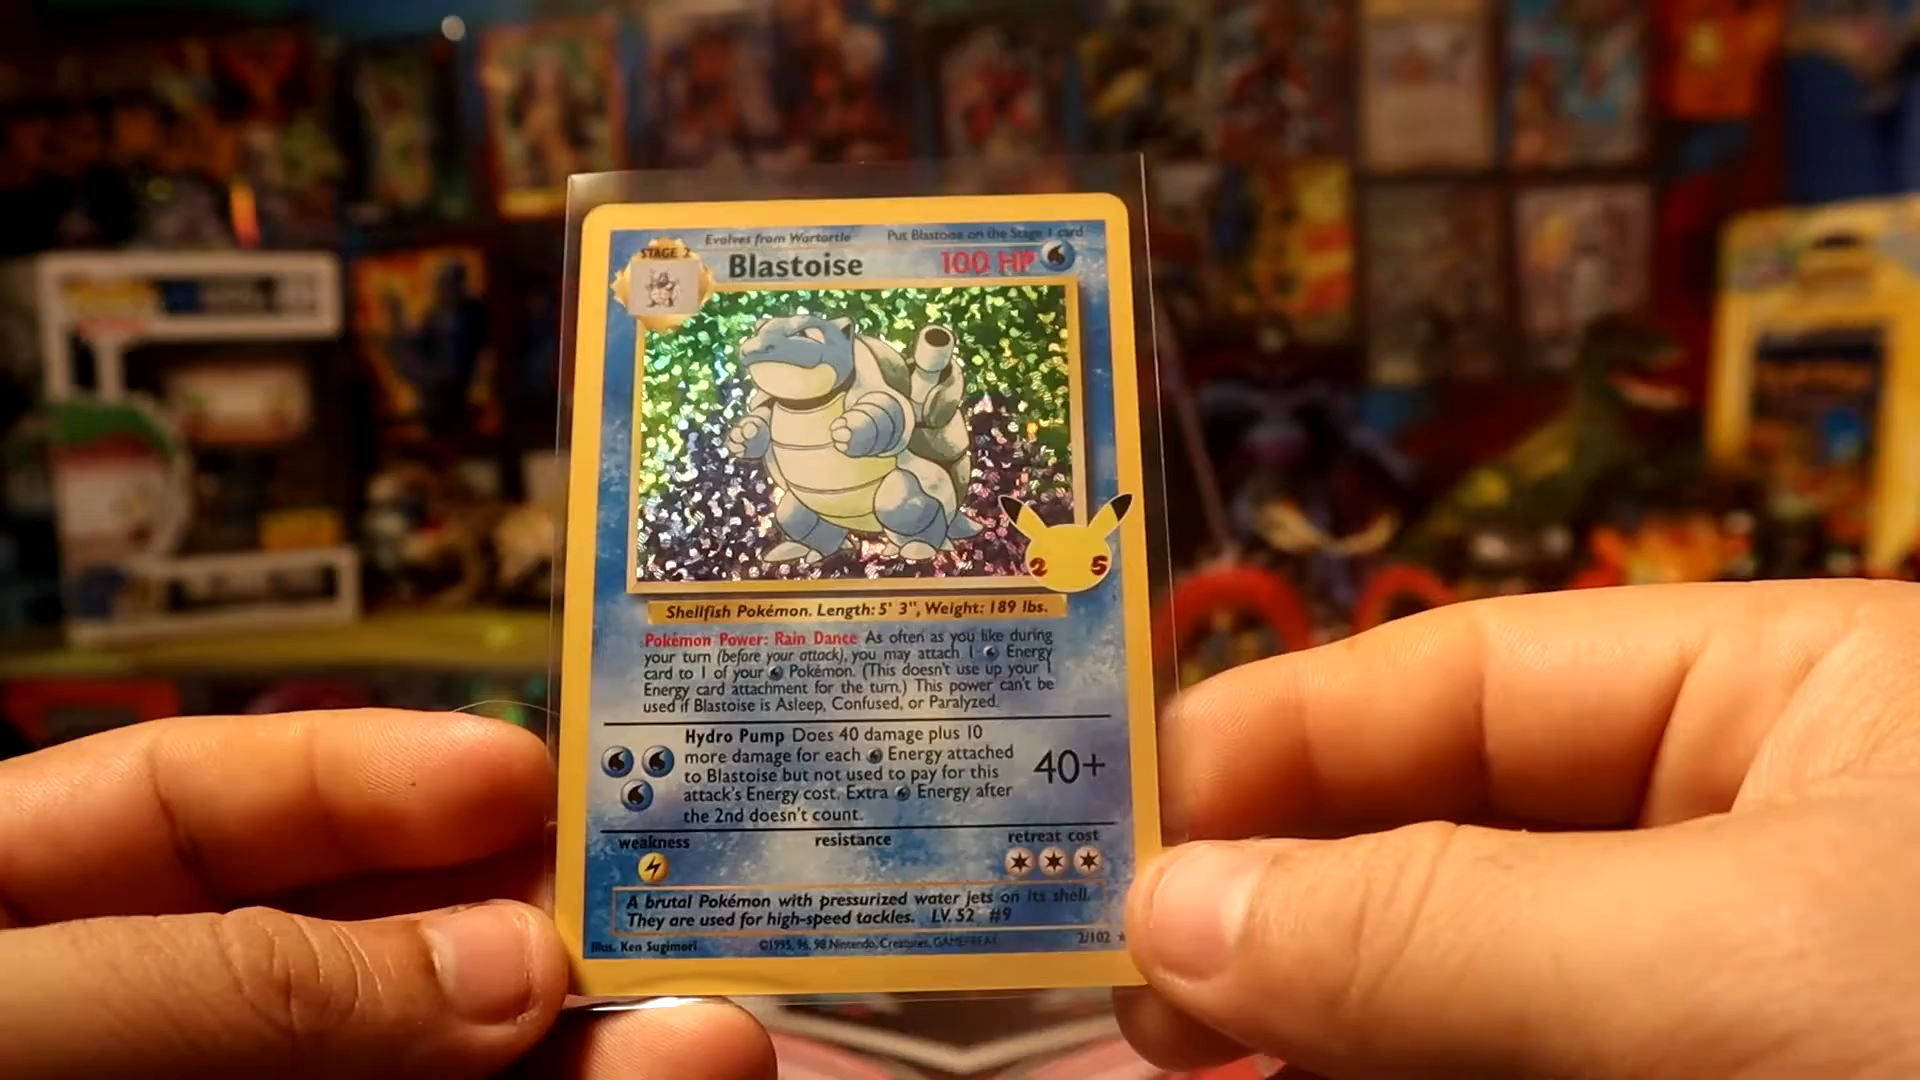 Evolves from Wartortle
Put Blastoise on the Stage 1 card
STAGE 2
Blastoise
100 HP
2 5
Shellfish Pokémon. Length: 5' 3", Weight: 189 lbs.
Pokémon Power: Rain Dance As often as you like during
your turn (before your attack), you may attach 1 Energy
card to 1 of your Pokémon. (This doesn't use up your 1
Energy card attachment for the turn.) This power can't be
used if Blastoise is Asleep, Confused, or Paralyzed.
Hydro Pump Does 40 damage plus 10
more damage for each Energy attached
to Blastoise but not used to pay for this
attack's Energy cost. Extra Energy after
the 2nd doesn't count.
40+
weakness
resistance
retreat cost
A brutal Pokémon with pressurized water jets on its shell.
They are used for high-speed tackles. LV. 52 #9
Illus. Ken Sugimori
©1995, 96, 98 Nintendo, Creatures, GAMEFREAK
2/102